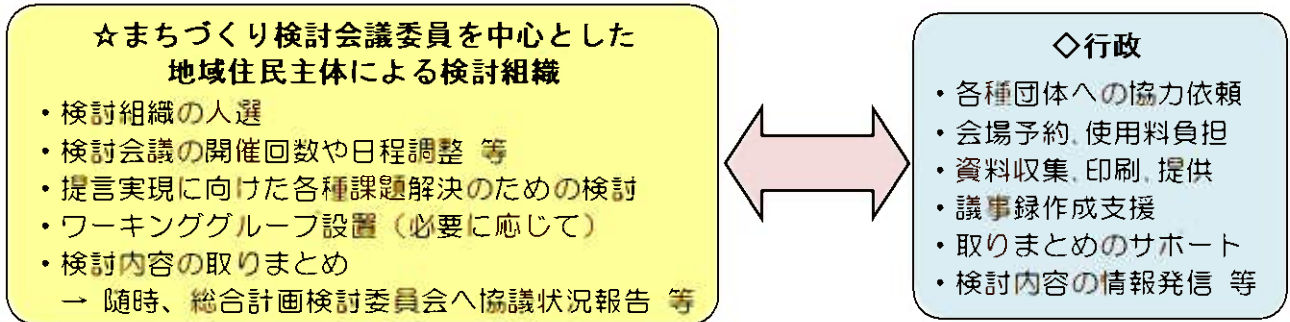 ☆まちづくり検討会議委員を中心とした
地域住民主体による検討組織
・検討組織の人選
・検討会議の開催回数や日程調整 等
・提言実現に向けた各種課題解決のための検討
・ワーキンググループ設置（必要に応じて）
・検討内容の取りまとめ
→ 随時、総合計画検討委員会へ協議状況報告 等
◇行政
・各種団体への協力依頼
・会場予約、使用料負担
・資料収集、印刷、提供
・議事録作成支援
・取りまとめのサポート
・検討内容の情報発信 等